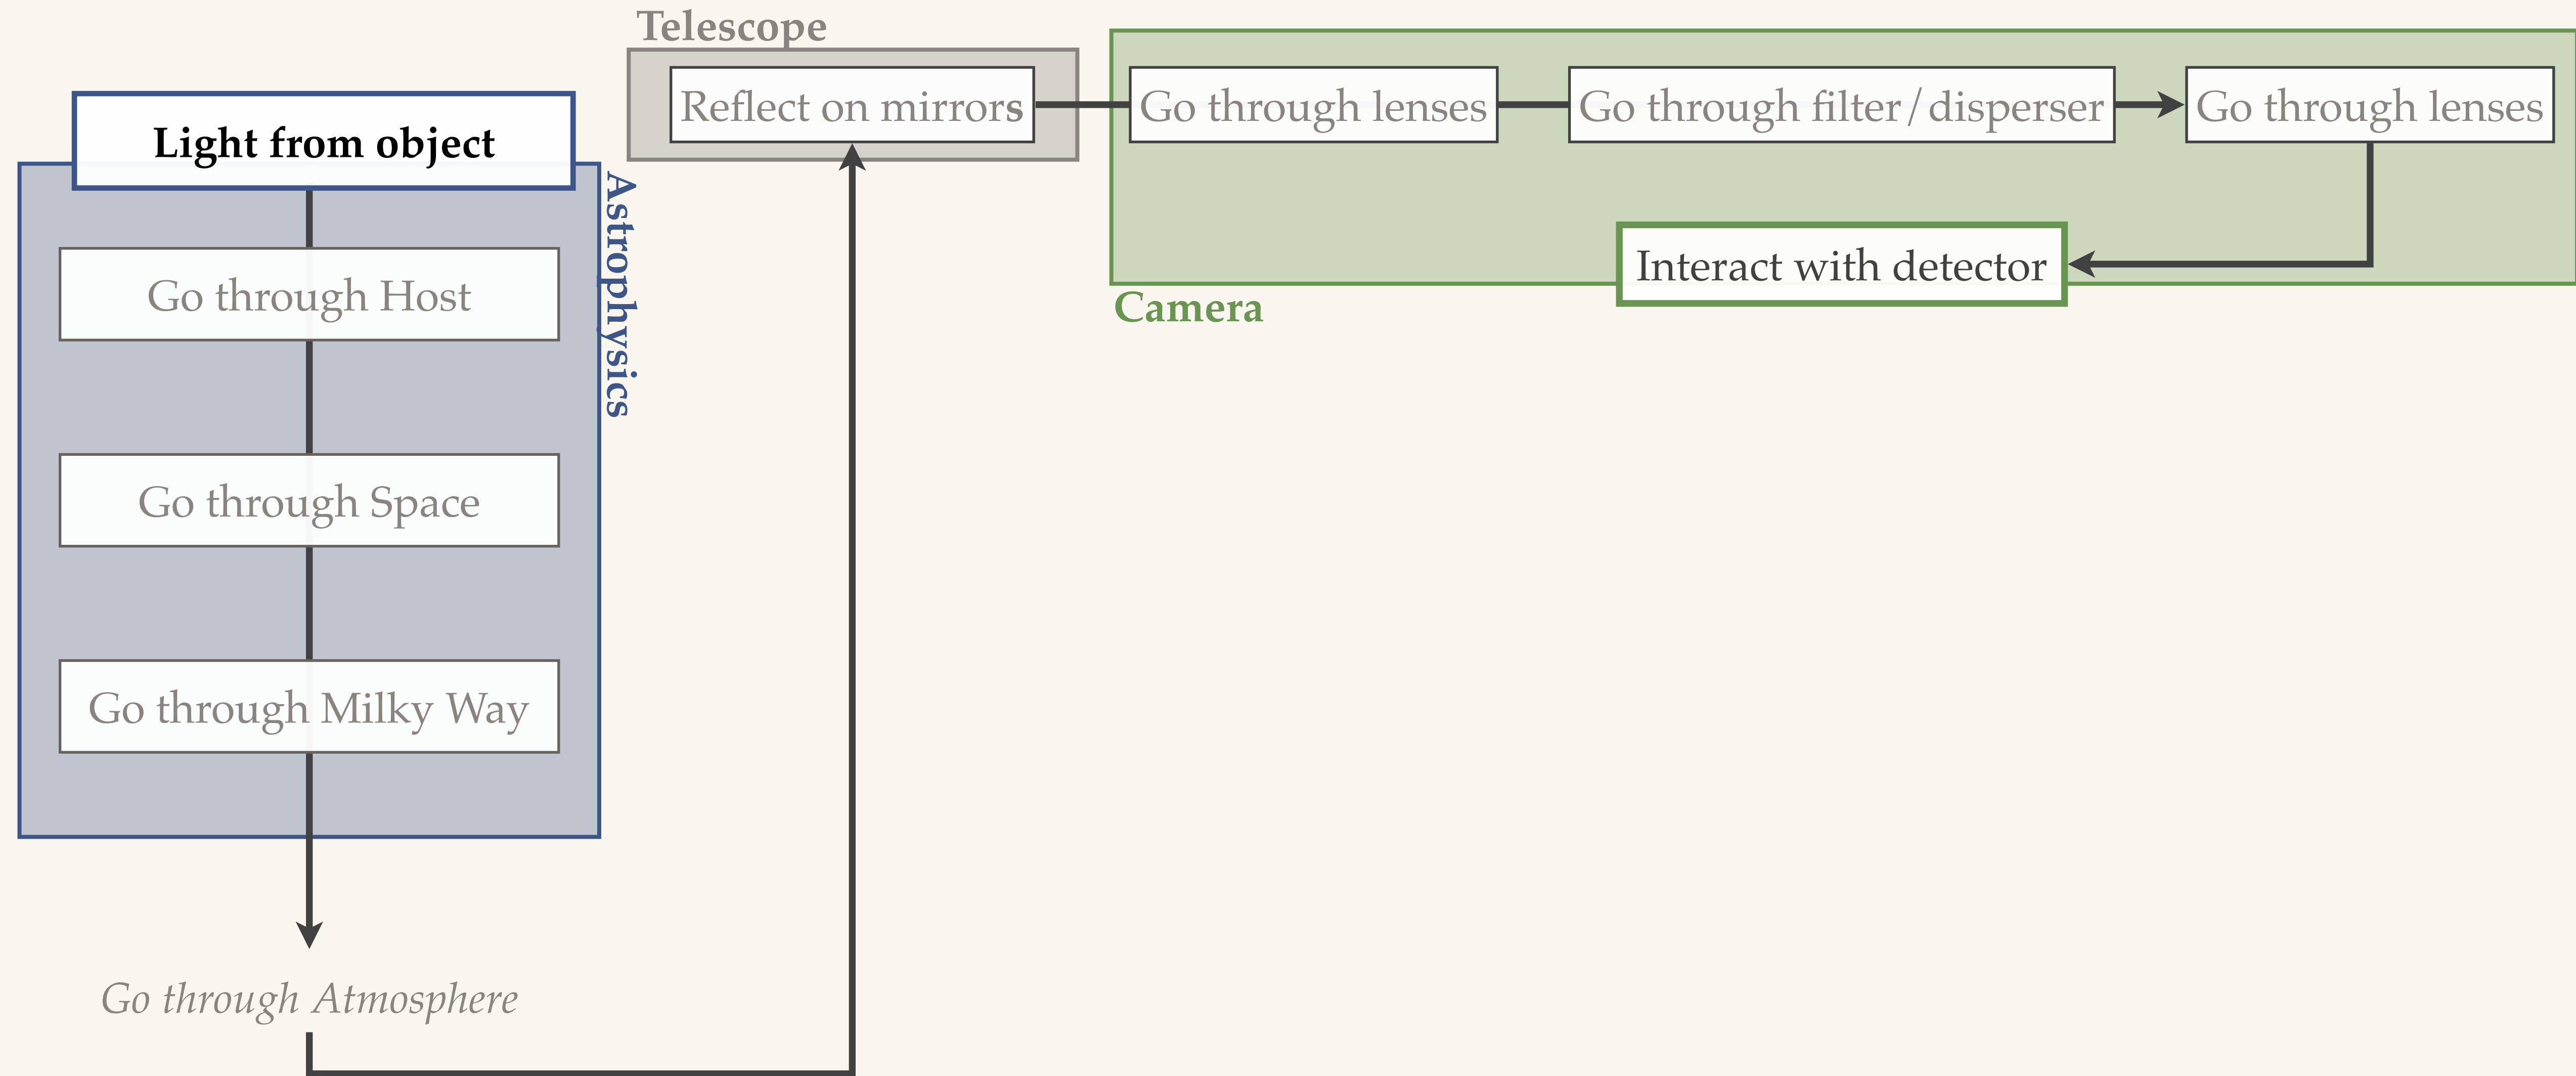 Light from object
Astrophysics
Go through Host
Go through Space
Go through Milky Way
Go through Atmosphere
Telescope
Reflect on mirrors
Go through lenses
Go through filter/disperser
Go through lenses
Interact with detector
Camera